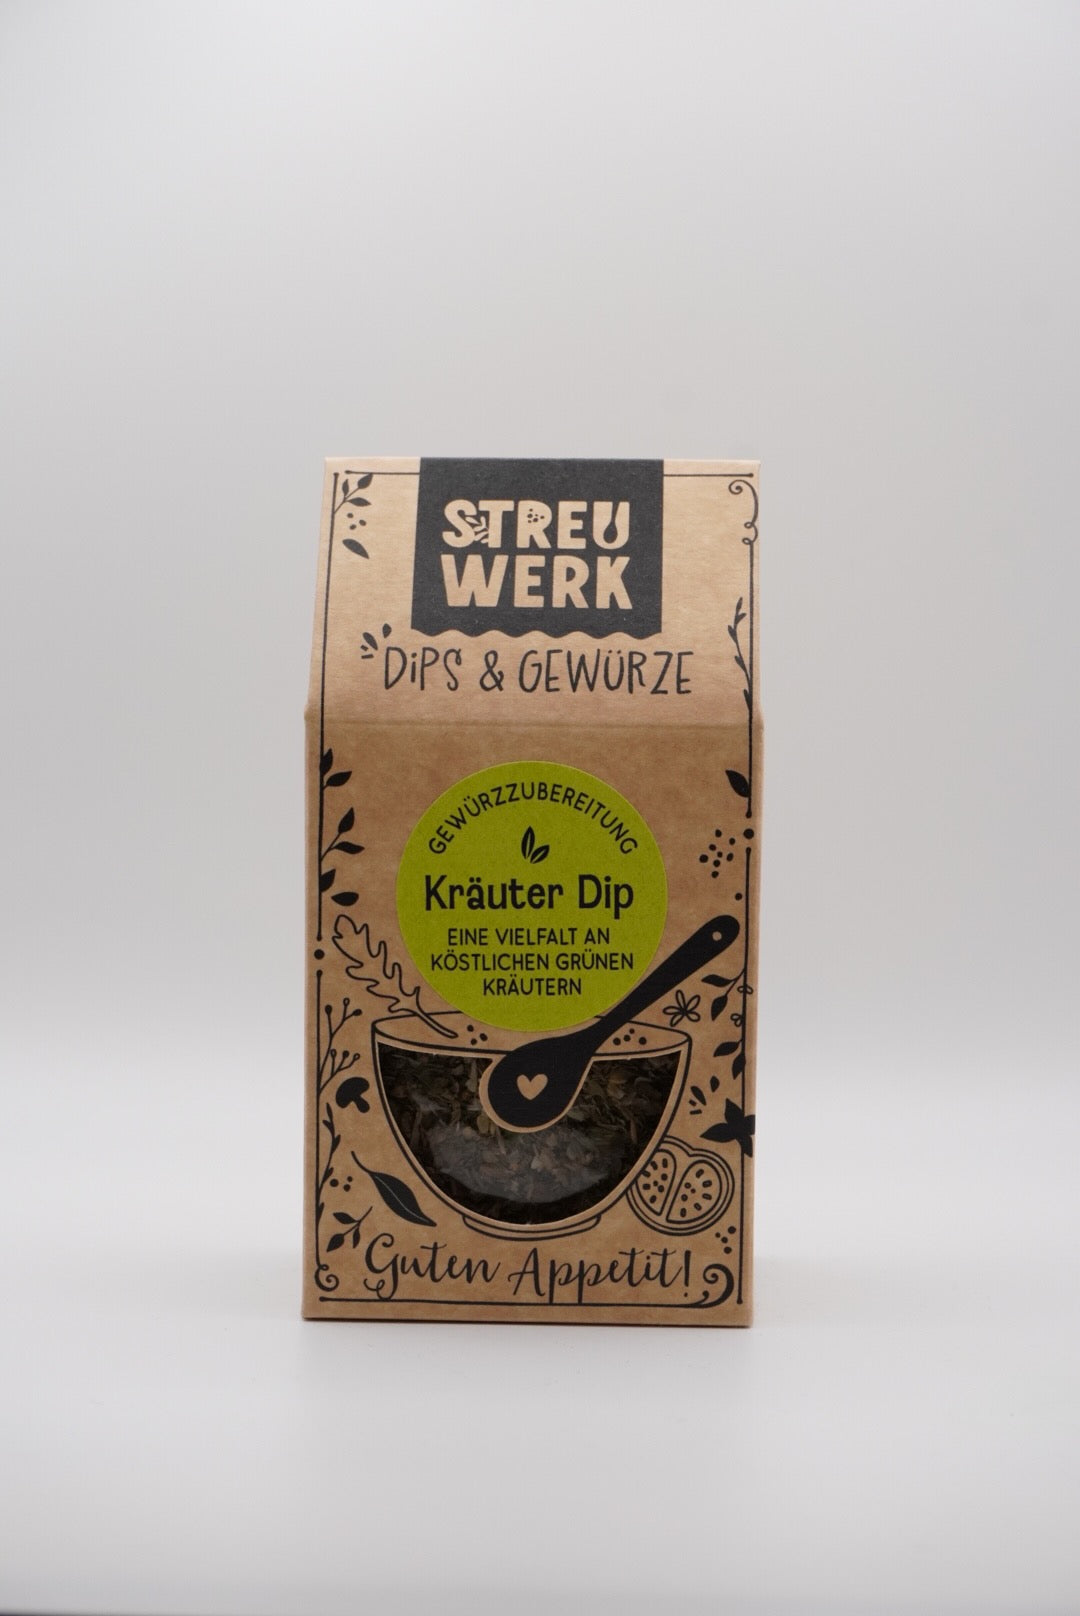 STREU
WERK
DiPS & GEWÜRZE
GEWÜRZZUBEREITUNG
Kräuter Dip
EINE VIELFALT AN
KÖSTLICHEN GRÜNEN
KRÄUTERN
Guten Appetit!